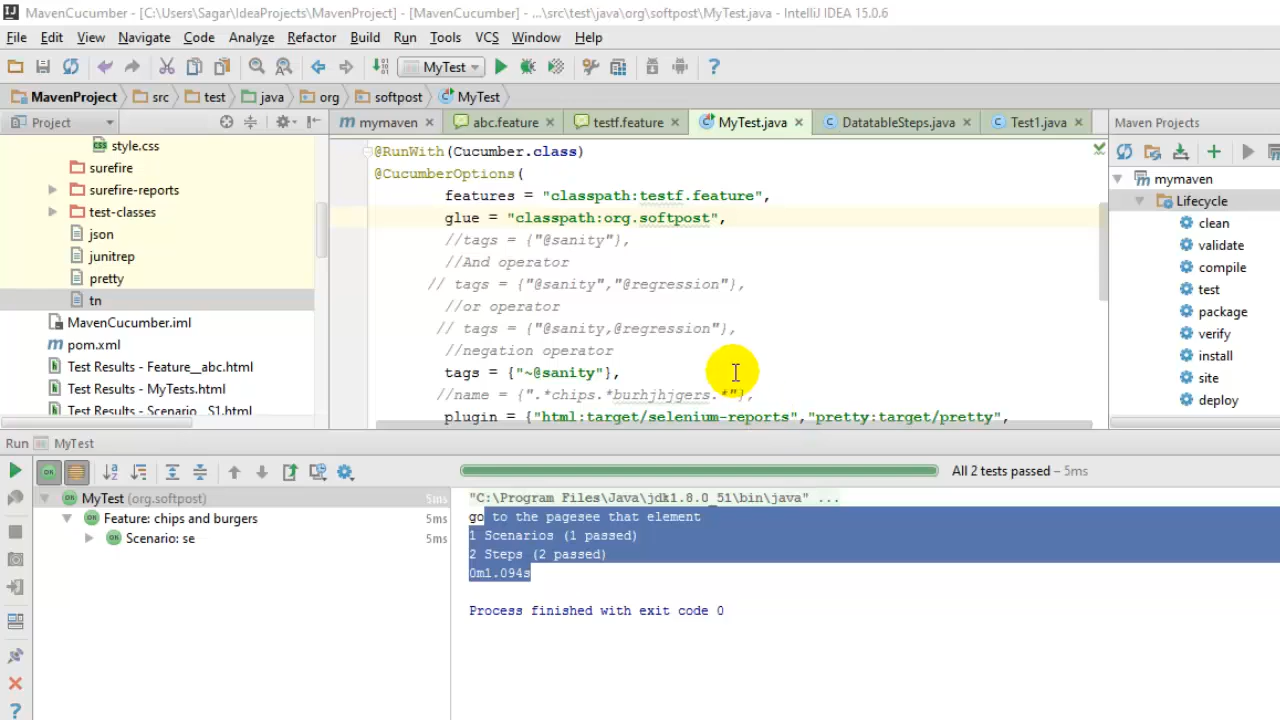 MavenCucumber - [C:\Users\Sagar\IdeaProjects\MavenProject] - [MavenCucumber] - ...\src\test\java\org\softpost\MyTest.java - IntelliJ IDEA 15.0.6
File Edit View Navigate Code Analyze Refactor Build Run Tools VCS Window Help
MyTest
MavenProject src test java org softpost MyTest
Project
mymaven abc.feature testf.feature MyTest.java DatatableSteps.java Test1.java
Maven Projects
style.css
surefire
surefire-reports
test-classes
json
junitrep
pretty
tn
MavenCucumber.iml
pom.xml
Test Results - Feature__abc.html
Test Results - MyTests.html
Test Results - Scenario_S1.html
@RunWith(Cucumber.class)
@CucumberOptions(
features = "classpath:testf.feature",
glue = "classpath:org.softpost",
//tags = {"@sanity"},
//And operator
// tags = {"@sanity","@regression"},
//or operator
// tags = {"@sanity,@regression"},
//negation operator
tags = {"~@sanity"},
//name = {".*chips.*burhjhjgers.*"},
plugin = {"html:target/selenium-reports","pretty:target/pretty",
mymaven
Lifecycle
clean
validate
compile
test
package
verify
install
site
deploy
Run MyTest
All 2 tests passed – 5ms
MyTest (org.softpost) 5ms
Feature: chips and burgers 5ms
Scenario: se 5ms
"C:\Program Files\Java\jdk1.8.0_51\bin\java" ...
go to the pagesee that element
1 Scenarios (1 passed)
2 Steps (2 passed)
0m1.094s
Process finished with exit code 0